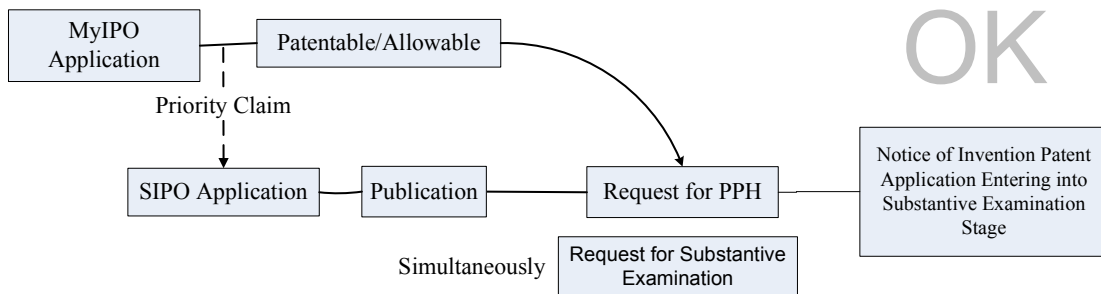 MyIPO
Application
Patentable/Allowable
OK
Priority Claim
SIPO Application
Publication
Request for PPH
Notice of Invention Patent
Application Entering into
Substantive Examination
Stage
Simultaneously
Request for Substantive
Examination